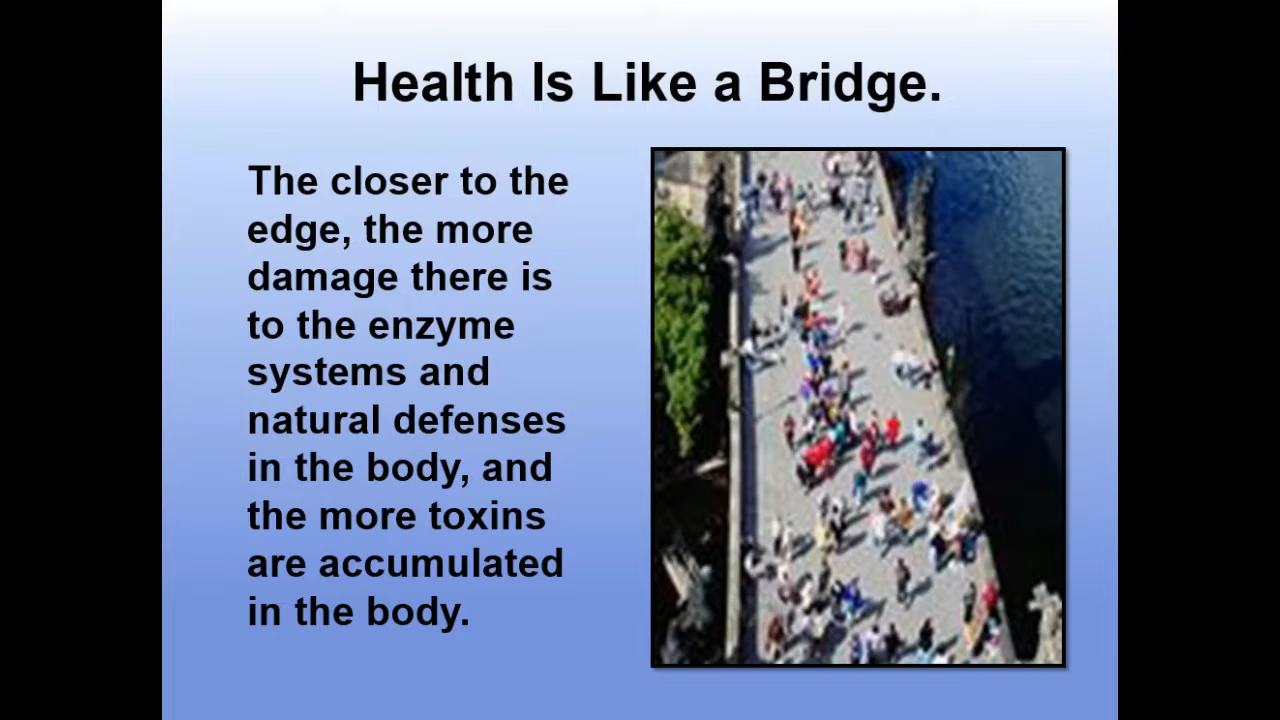 Health Is Like a Bridge.
The closer to the
edge, the more
damage there is
to the enzyme
systems and
natural defenses
in the body, and
the more toxins
are accumulated
in the body.